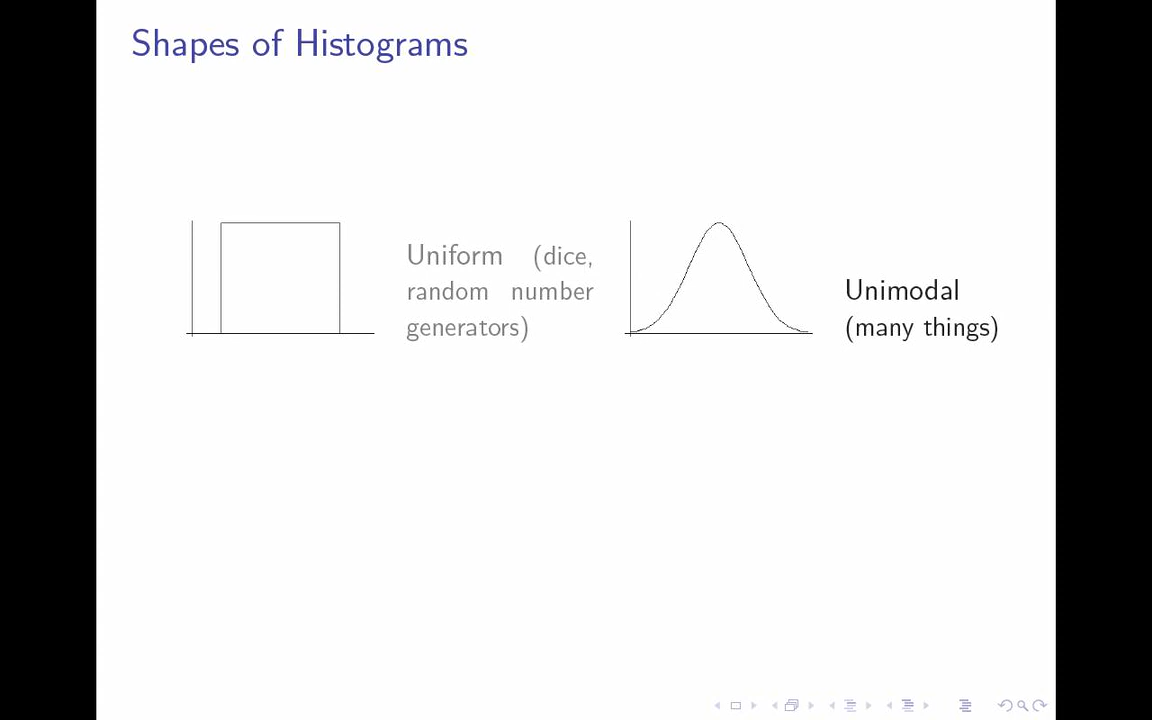 Shapes of Histograms
Uniform (dice,
random number
generators)
Unimodal
(many things)